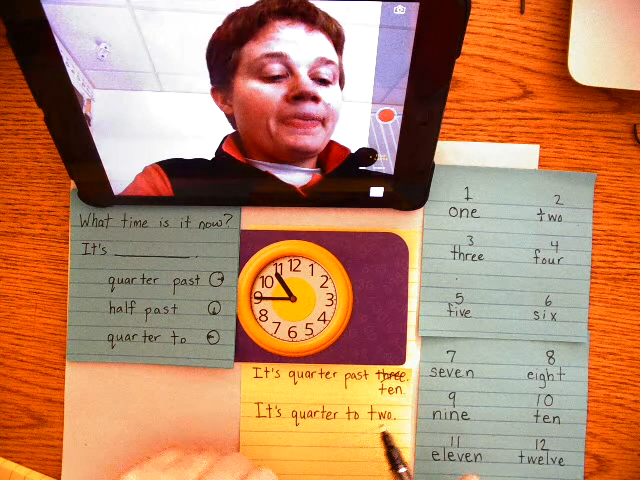 What time is it now?
It's ________.
quarter past
half past
quarter to
12
1
2
3
4
5
6
7
8
9
10
11
It's quarter past three.
ten.
It's quarter to two.
1 2
one two
3 4
three four
5 6
five six
7 8
seven eight
9 10
nine ten
11 12
eleven twelve